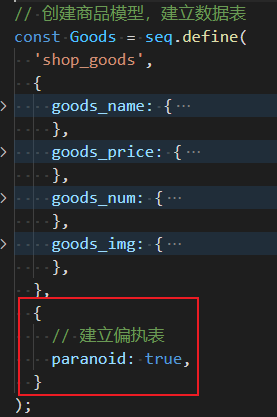 // 创建商品模型，建立数据表
const Goods = seq.define(
'shop_goods',
{
goods_name: {…
},
goods_price: {…
},
goods_num: {…
},
goods_img: {…
},
},
{
// 建立偏执表
paranoid: true,
}
);